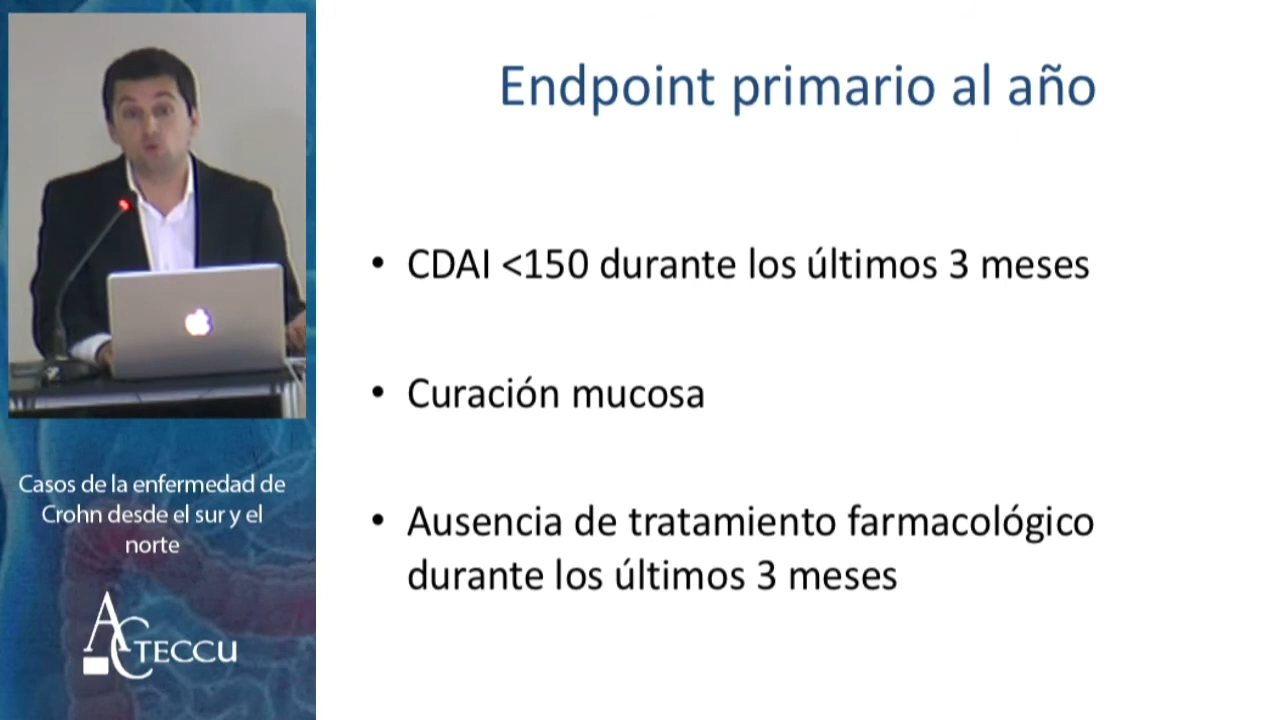 Endpoint primario al año
• CDAI <150 durante los últimos 3 meses
• Curación mucosa
• Ausencia de tratamiento farmacológico
durante los últimos 3 meses
Casos de la enfermedad de
Crohn desde el sur y el
norte
ACTECCU